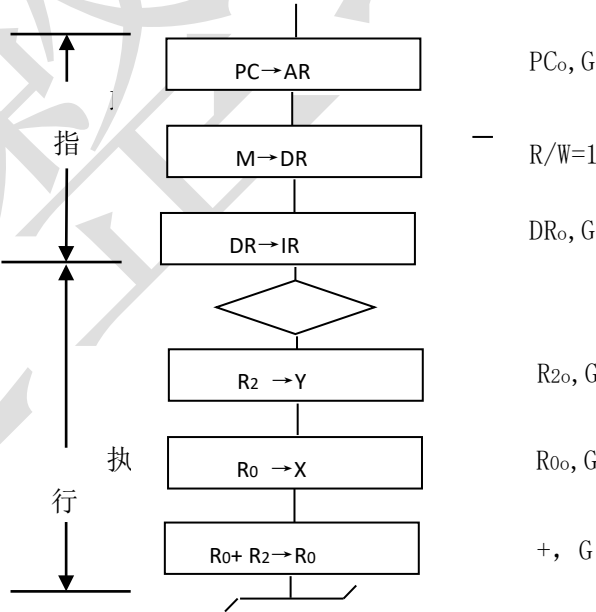 PC→AR
PCo, G
指
M→DR
R/W=1
DR→IR
DRo, G
R2 →Y
R2o, G
执
R0 →X
R0o, G
行
R0+ R2→R0
+, G